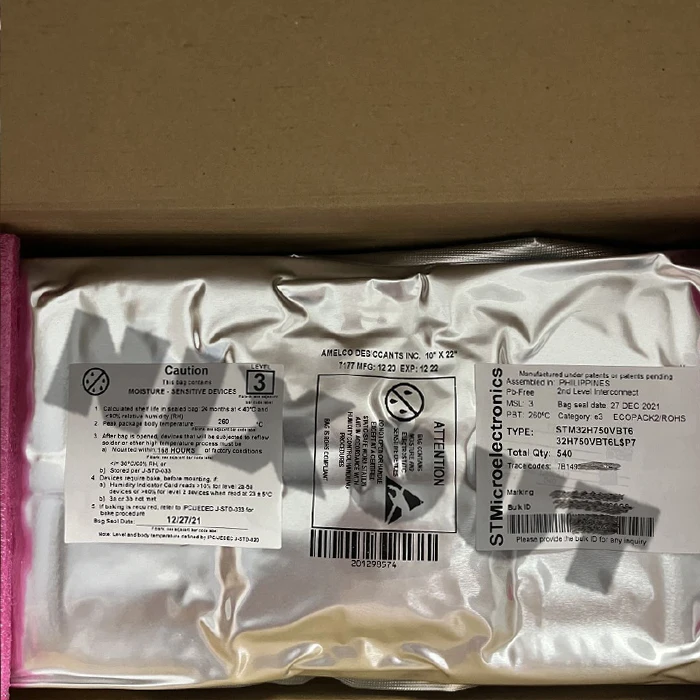 Caution
This bag contains
MOISTURE - SENSITIVE DEVICES
LEVEL
3
1. Calculated shelf life in sealed bag: 24 months at < 40°C and
<90% relative humidity (RH)
2. Peak package body temperature 260 °C
3. After bag is opened, devices that will be subjected to reflow
solder or other high temperature process must be
a) Mounted within 168 HOURS of factory conditions
<= 30°C/60% RH, or
b) Stored per J-STD-033
4. Devices require bake, before mounting, if:
a) Humidity Indicator Card reads >10% for level 2a-5a
devices or >60% for level 2 devices when read at 23 ± 5°C
b) 3a or 3b not met
5. If baking is required, refer to IPC/JEDEC J-STD-033 for
bake procedure
Bag Seal Date: 12/27/21
Note: Level and body temperature defined by IPC/JEDEC J-STD-020
AMELCO DESCCANTS INC. 10" X 22"
7177 MFG: 12 20 EXP: 12 22
ATTENTION
BAG IS ROHS COMPLIANT
201298574
STMicroelectronics
Manufactured under patents or patents pending
Assembled in: PHILIPPINES
Pb-Free 2nd Level Interconnect
MSL: 3 Bag seal date: 27 DEC 2021
PBT: 260°C Category: e3 ECOPACK2/ROHS
TYPE: STM32H750VBT6
32H750VBT6L$P7
Total Qty: 540
Trace codes: 7B149
Marking
Bulk ID
Please provide the bulk ID for any inquiry